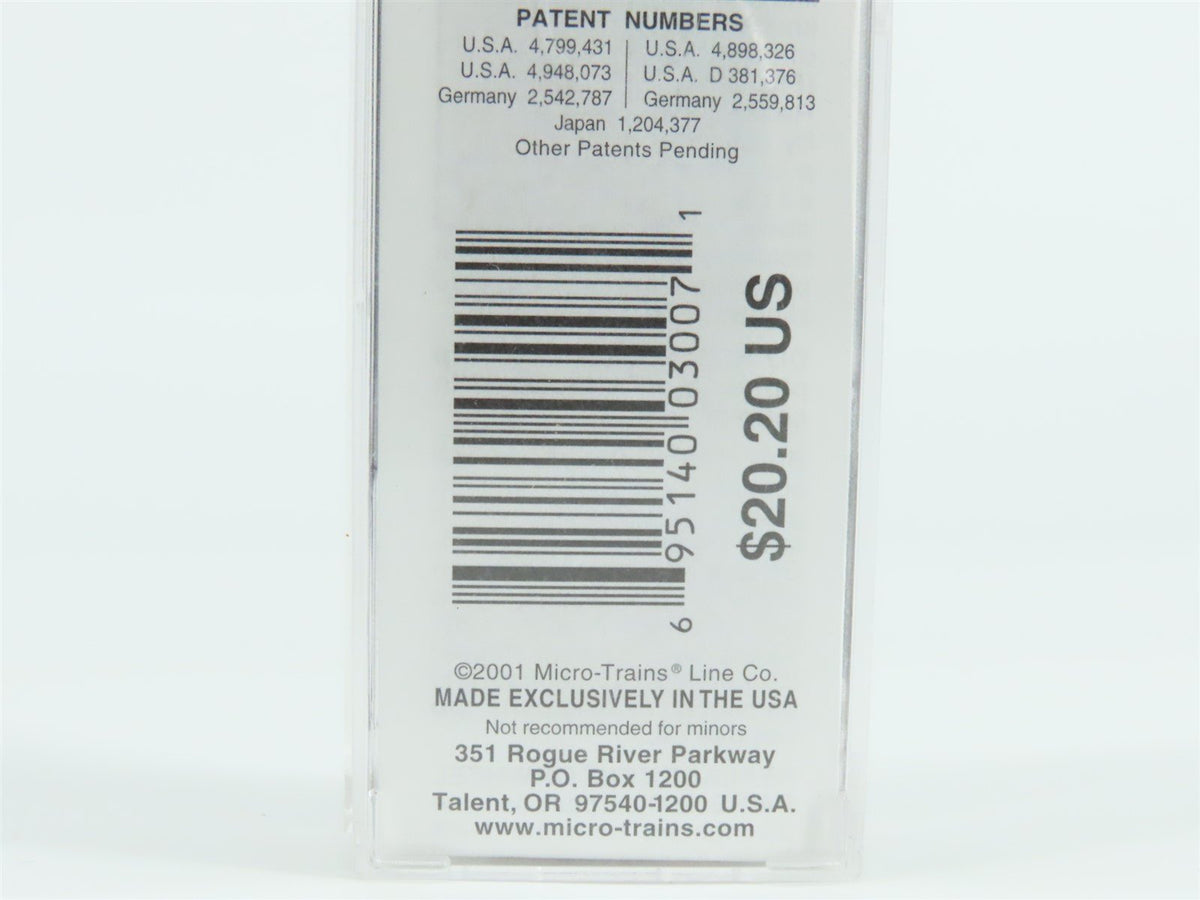 PATENT NUMBERS
U.S.A. 4,799,431 | U.S.A. 4,898,326
U.S.A. 4,948,073 | U.S.A. D 381,376
Germany 2,542,787 | Germany 2,559,813
Japan 1,204,377
Other Patents Pending
6 95140 03007 1
$20.20 US
©2001 Micro-Trains® Line Co.
MADE EXCLUSIVELY IN THE USA
Not recommended for minors
351 Rogue River Parkway
P.O. Box 1200
Talent, OR 97540-1200 U.S.A.
www.micro-trains.com